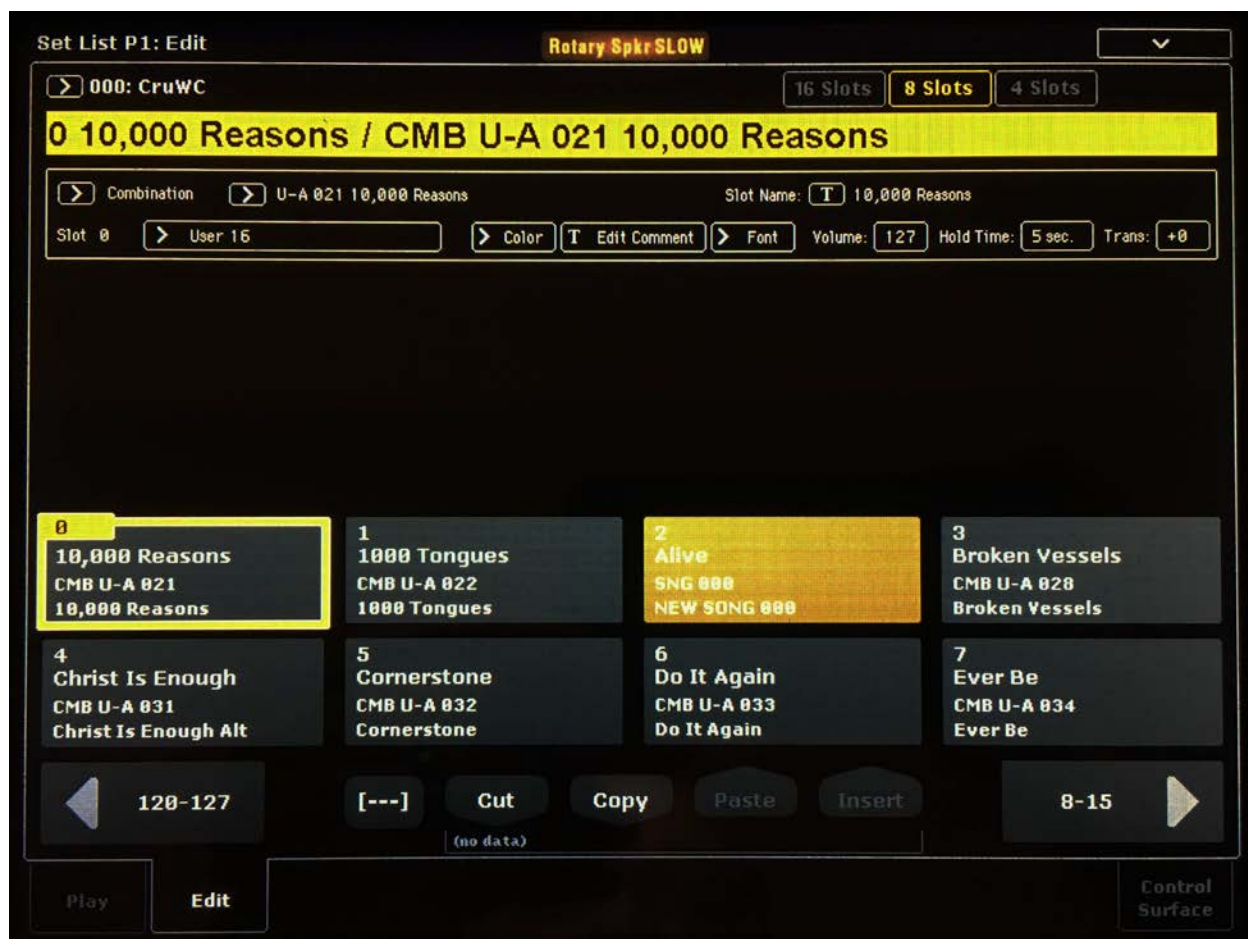 Set List P1: Edit
Rotary Spkr SLOW
000: CruWC
16 Slots 8 Slots 4 Slots
0 10,000 Reasons / CMB U-A 021 10,000 Reasons
Combination U-A 021 10,000 Reasons Slot Name: T 10,000 Reasons
Slot 0 User 16 Color T Edit Comment Font Volume: 127 Hold Time: 5 sec. Trans: +0
0
10,000 Reasons
CMB U-A 021
10,000 Reasons
1
1000 Tongues
CMB U-A 022
1000 Tongues
2
Alive
SNG 000
NEW SONG 000
3
Broken Vessels
CMB U-A 028
Broken Vessels
4
Christ Is Enough
CMB U-A 031
Christ Is Enough Alt
5
Cornerstone
CMB U-A 032
Cornerstone
6
Do It Again
CMB U-A 033
Do It Again
7
Ever Be
CMB U-A 034
Ever Be
120-127 [---] Cut Copy Paste Insert 8-15
(no data)
Play Edit
Control
Surface